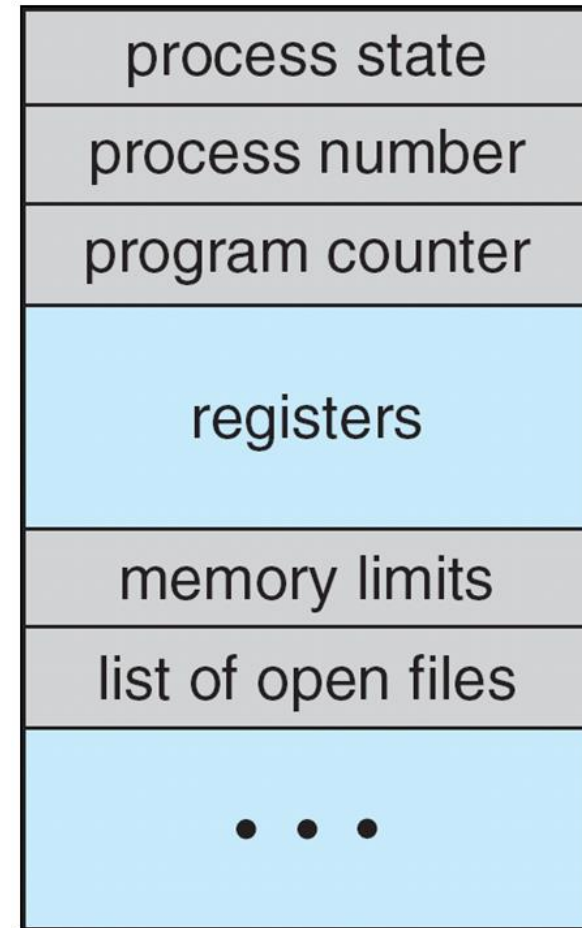 process state
process number
program counter
registers
memory limits
list of open files
• • •